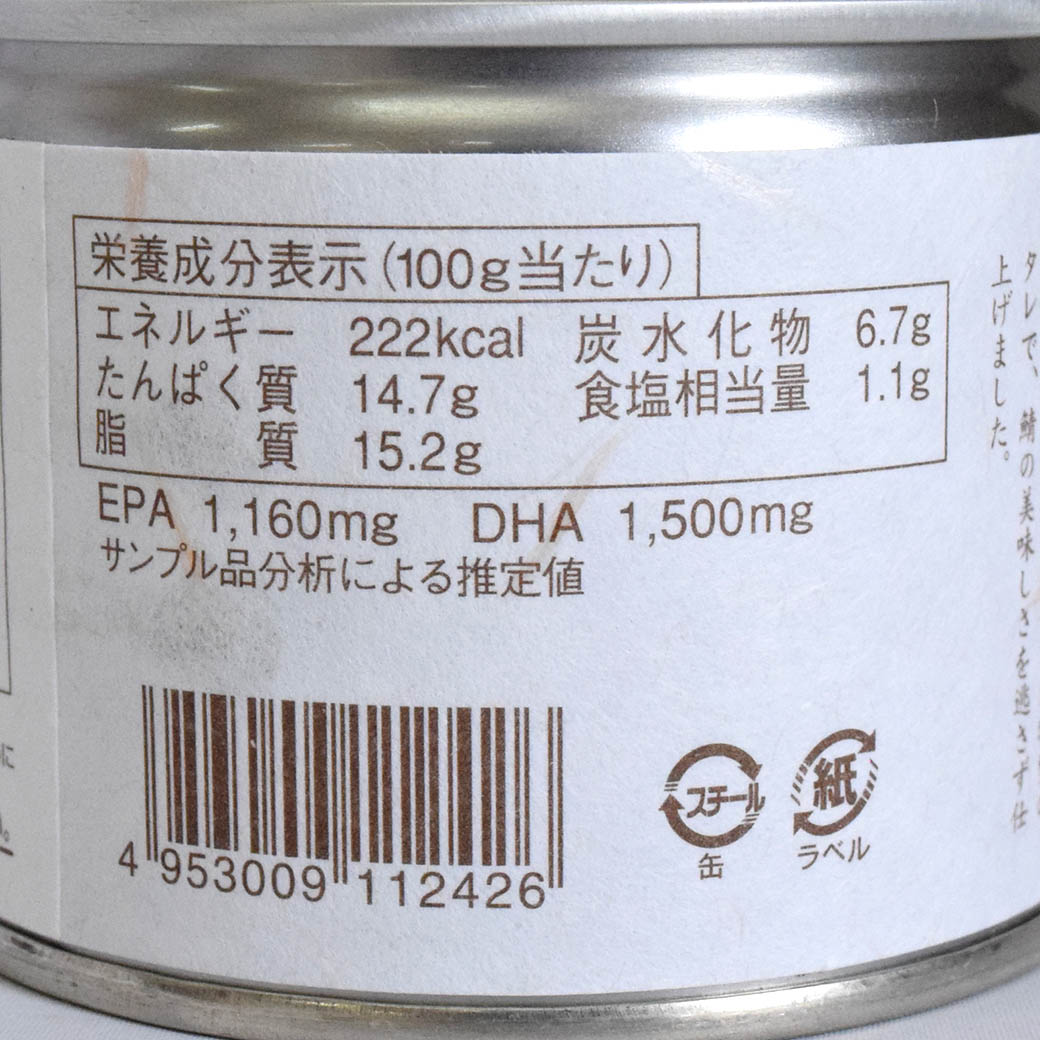 栄養成分表示(100g当たり)
エネルギー 222kcal 炭水化物 6.7g
たんぱく質 14.7g 食塩相当量 1.1g
脂質 15.2g
EPA 1,160mg DHA 1,500mg
サンプル品分析による推定値
4 953009 112426
スチール
缶
紙
ラベル
タレで、鯖の美味しさを逃さず仕
上げました。
に
。